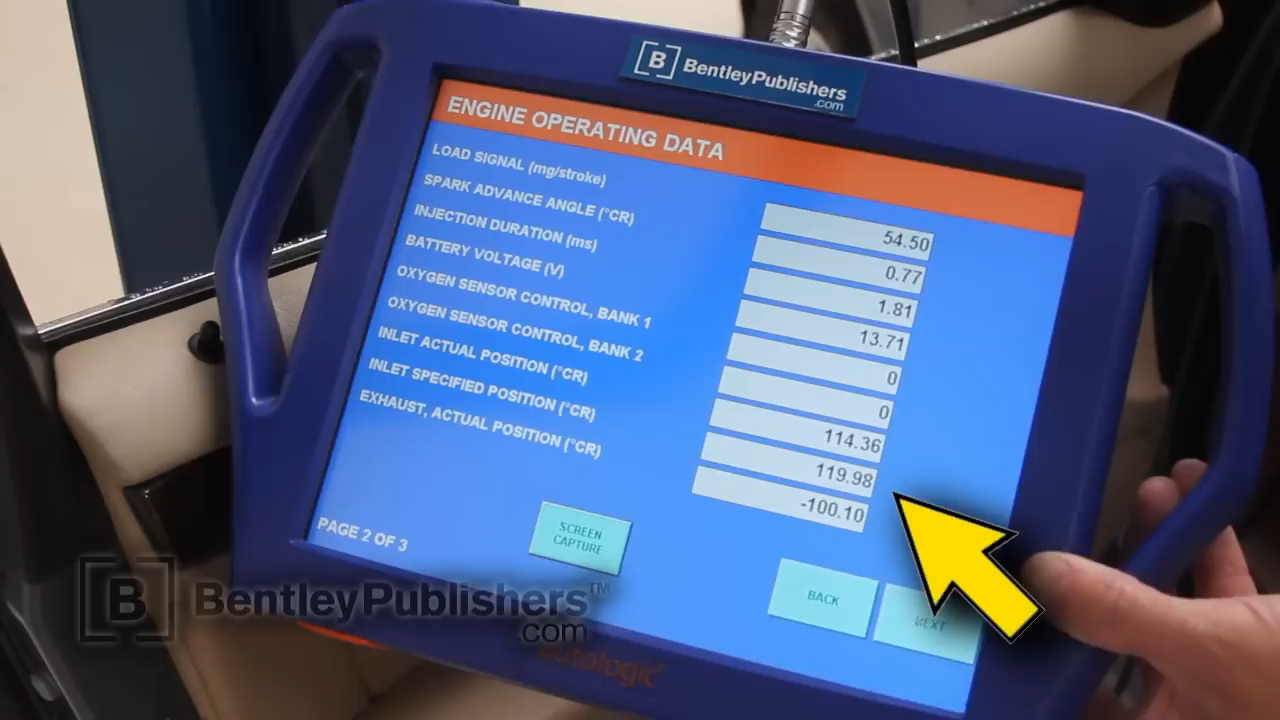 [B] BentleyPublishers
.com
ENGINE OPERATING DATA
LOAD SIGNAL (mg/stroke) 54.50
SPARK ADVANCE ANGLE (°CR) 0.77
INJECTION DURATION (ms) 1.81
BATTERY VOLTAGE (V) 13.71
OXYGEN SENSOR CONTROL, BANK 1 0
OXYGEN SENSOR CONTROL, BANK 2 0
INLET ACTUAL POSITION (°CR) 114.36
INLET SPECIFIED POSITION (°CR) 119.98
EXHAUST, ACTUAL POSITION (°CR) -100.10
PAGE 2 OF 3
SCREEN
CAPTURE
BACK
NEXT
[B] BentleyPublishers™
.com
autologic